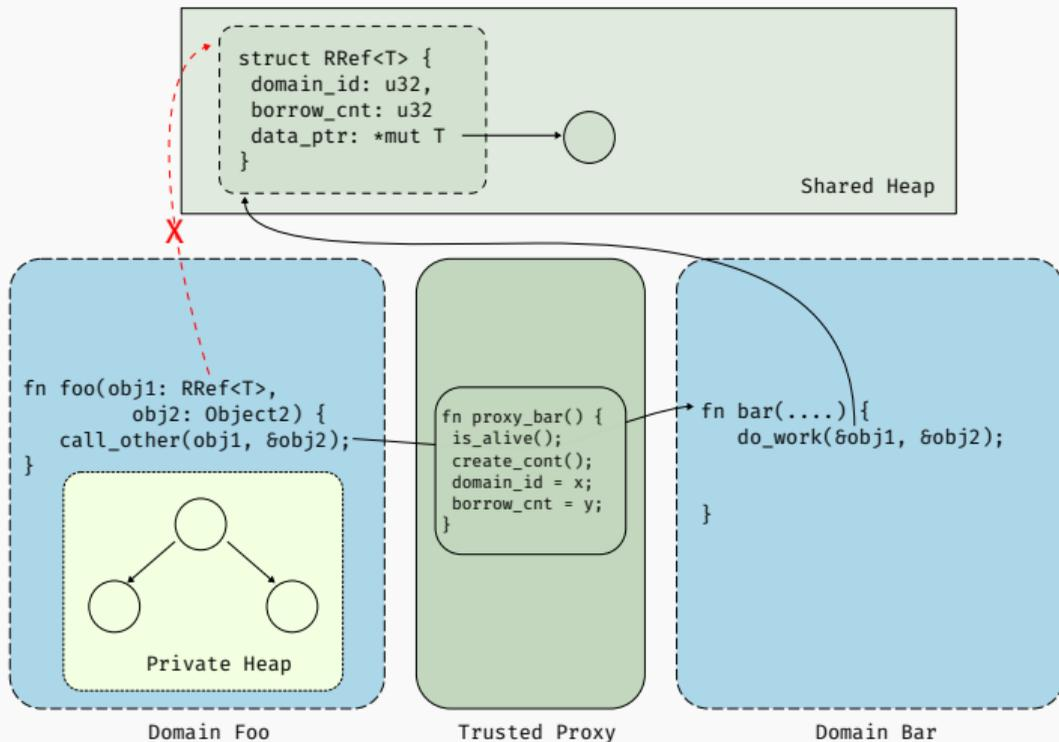 struct RRef<T> {
domain_id: u32,
borrow_cnt: u32
data_ptr: *mut T
}
Shared Heap
X
fn foo(obj1: RRef<T>,
obj2: Object2) {
call_other(obj1, &obj2);
}
Private Heap
Domain Foo
fn proxy_bar() {
is_alive();
create_cont();
domain_id = x;
borrow_cnt = y;
}
Trusted Proxy
fn bar(....) {
do_work(&obj1, &obj2);
}
Domain Bar